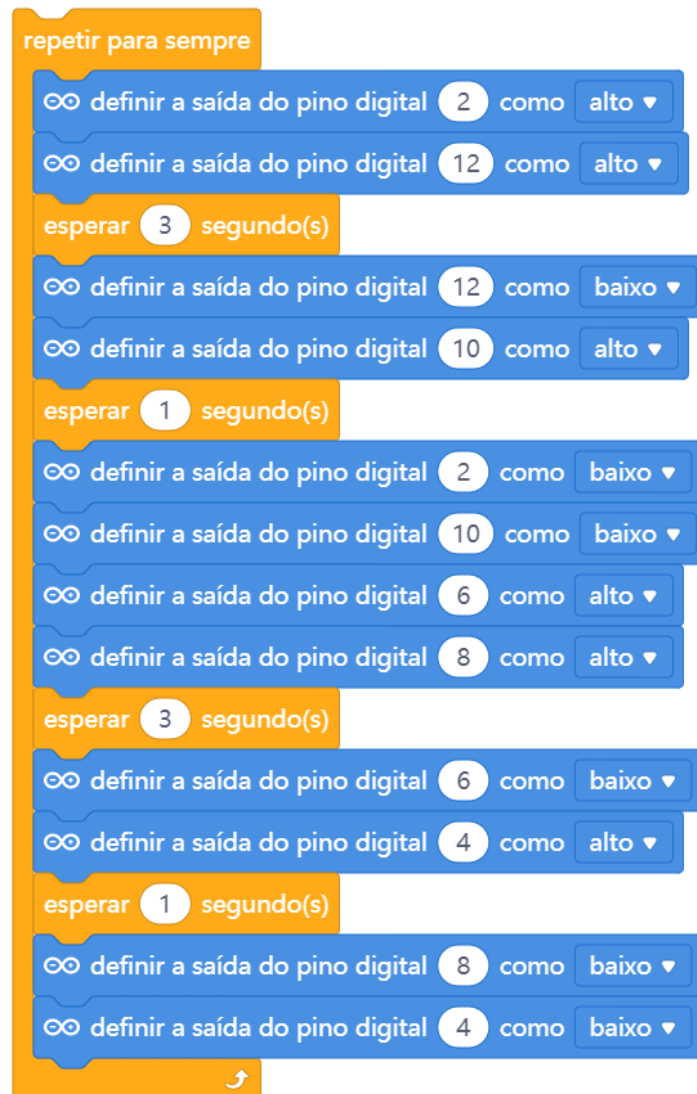 repetir para sempre
definir a saída do pino digital 2 como alto
definir a saída do pino digital 12 como alto
esperar 3 segundo(s)
definir a saída do pino digital 12 como baixo
definir a saída do pino digital 10 como alto
esperar 1 segundo(s)
definir a saída do pino digital 2 como baixo
definir a saída do pino digital 10 como baixo
definir a saída do pino digital 6 como alto
definir a saída do pino digital 8 como alto
esperar 3 segundo(s)
definir a saída do pino digital 6 como baixo
definir a saída do pino digital 4 como alto
esperar 1 segundo(s)
definir a saída do pino digital 8 como baixo
definir a saída do pino digital 4 como baixo